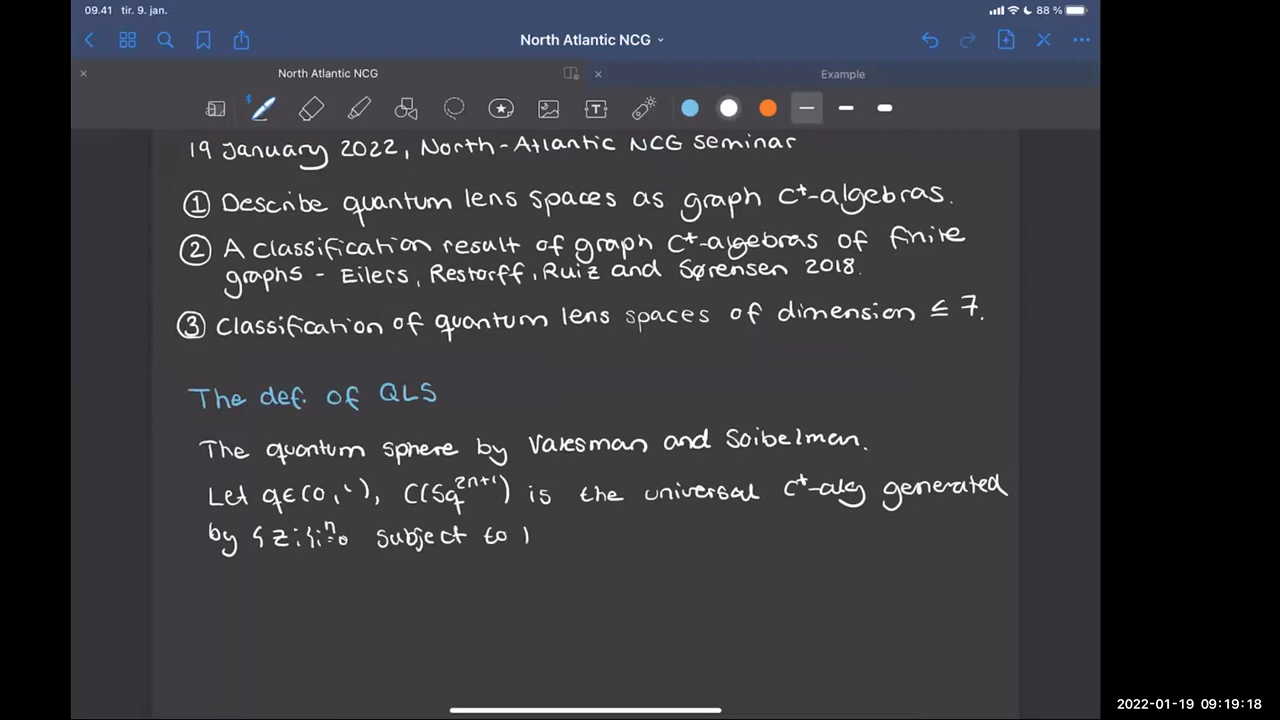 09.41 tir. 9. jan.
88 %
North Atlantic NCG
North Atlantic NCG
Example
19 January 2022, North-Atlantic NCG Seminar
① Describe quantum lens spaces as graph C*-algebras.
② A classification result of graph C*-algebras of finite
graphs - Eilers, Restorff, Ruiz and Sørensen 2018.
③ Classification of quantum lens spaces of dimension ≤ 7.
The def. of QLS
The quantum sphere by Vaksman and Soibelman.
Let q∈(0,1), C(S_q^{2n+1}) is the universal C*-alg generated
by {z_i}_{i=0}^n subject to
2022-01-19 09:19:18